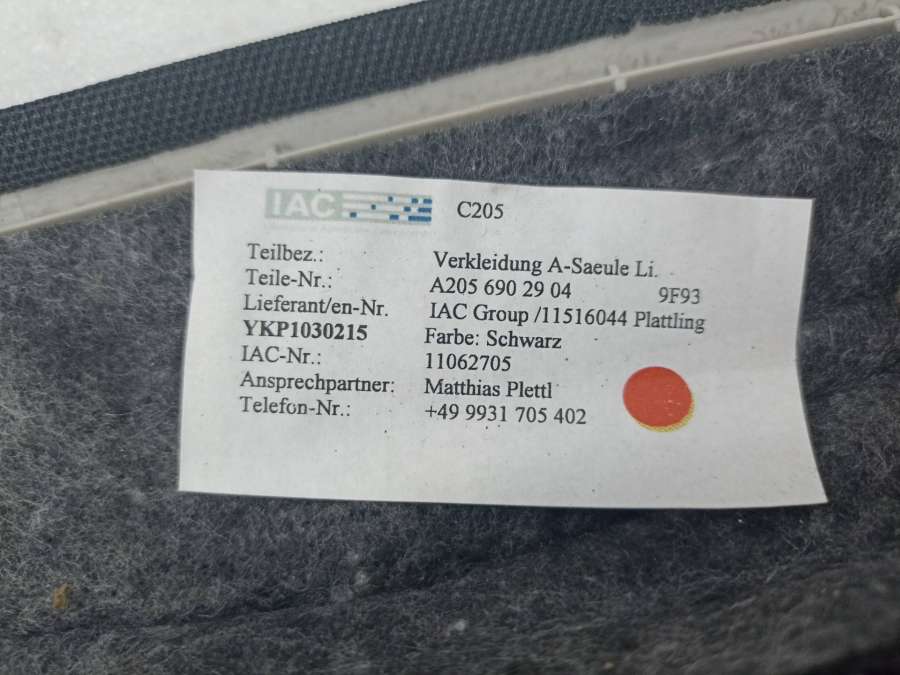 IAC C205
Teilbez.: Verkleidung A-Saeule Li.
Teile-Nr.: A205 690 29 04 9F93
Lieferant/en-Nr. IAC Group /11516044 Plattling
YKP1030215 Farbe: Schwarz
IAC-Nr.: 11062705
Ansprechpartner: Matthias Plettl
Telefon-Nr.: +49 9931 705 402